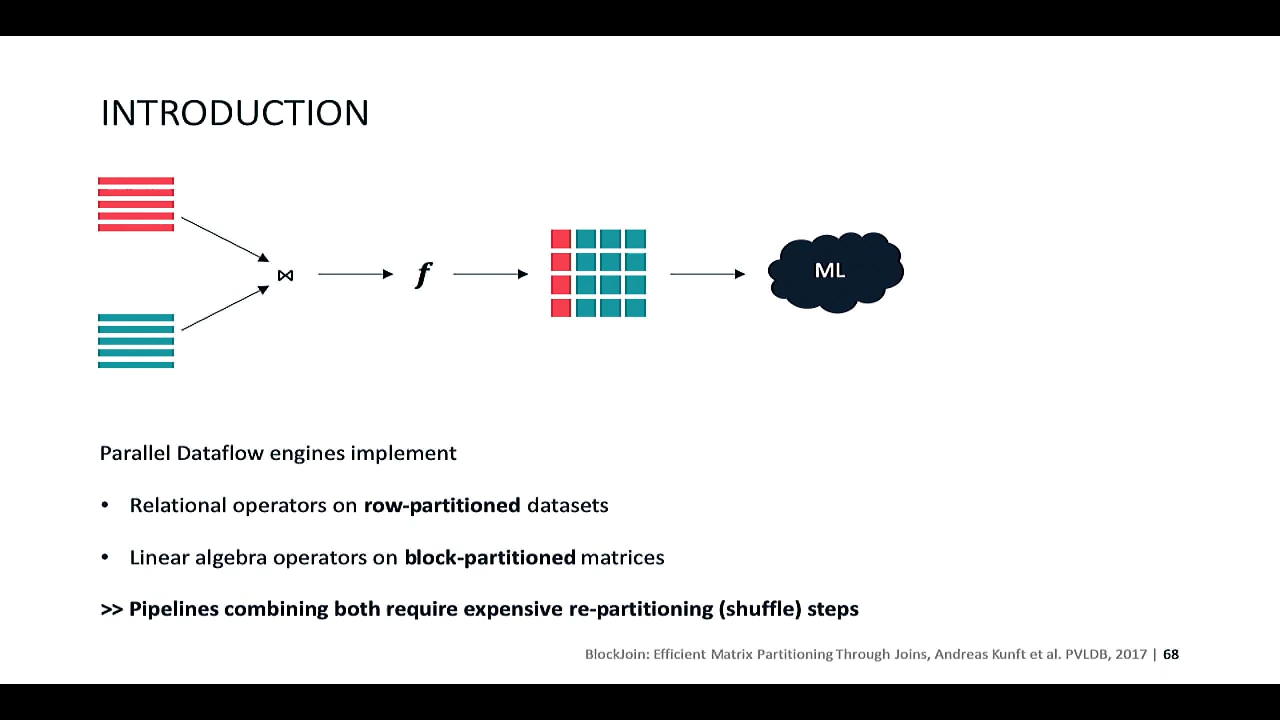 INTRODUCTION
⋈
f
ML
Parallel Dataflow engines implement
• Relational operators on row-partitioned datasets
• Linear algebra operators on block-partitioned matrices
>> Pipelines combining both require expensive re-partitioning (shuffle) steps
BlockJoin: Efficient Matrix Partitioning Through Joins, Andreas Kunft et al. PVLDB, 2017 | 68